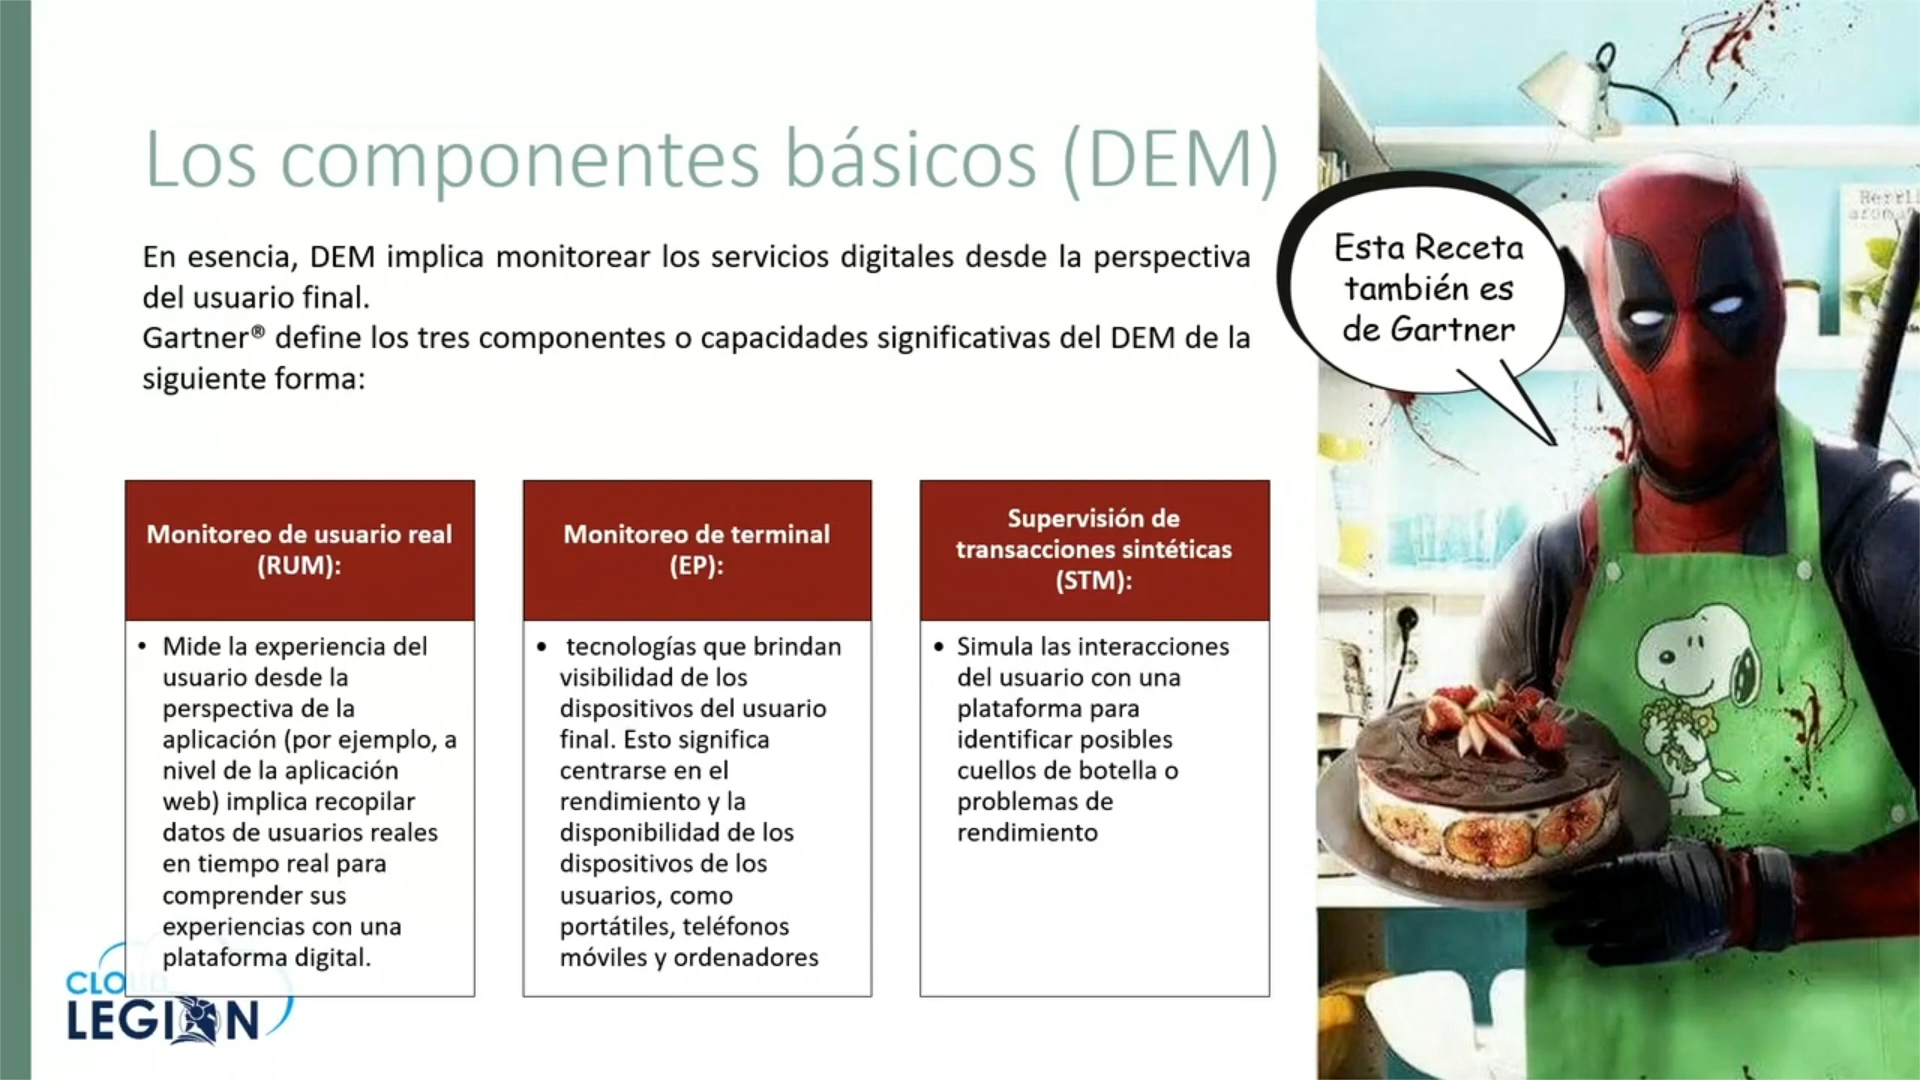 Los componentes básicos (DEM)
En esencia, DEM implica monitorear los servicios digitales desde la perspectiva
del usuario final.
Gartner® define los tres componentes o capacidades significativas del DEM de la
siguiente forma:
Esta Receta
también es
de Gartner
Monitoreo de usuario real
(RUM):
• Mide la experiencia del
usuario desde la
perspectiva de la
aplicación (por ejemplo, a
nivel de la aplicación
web) implica recopilar
datos de usuarios reales
en tiempo real para
comprender sus
experiencias con una
plataforma digital.
Monitoreo de terminal
(EP):
• tecnologías que brindan
visibilidad de los
dispositivos del usuario
final. Esto significa
centrarse en el
rendimiento y la
disponibilidad de los
dispositivos de los
usuarios, como
portátiles, teléfonos
móviles y ordenadores
Supervisión de
transacciones sintéticas
(STM):
• Simula las interacciones
del usuario con una
plataforma para
identificar posibles
cuellos de botella o
problemas de
rendimiento
LEGION